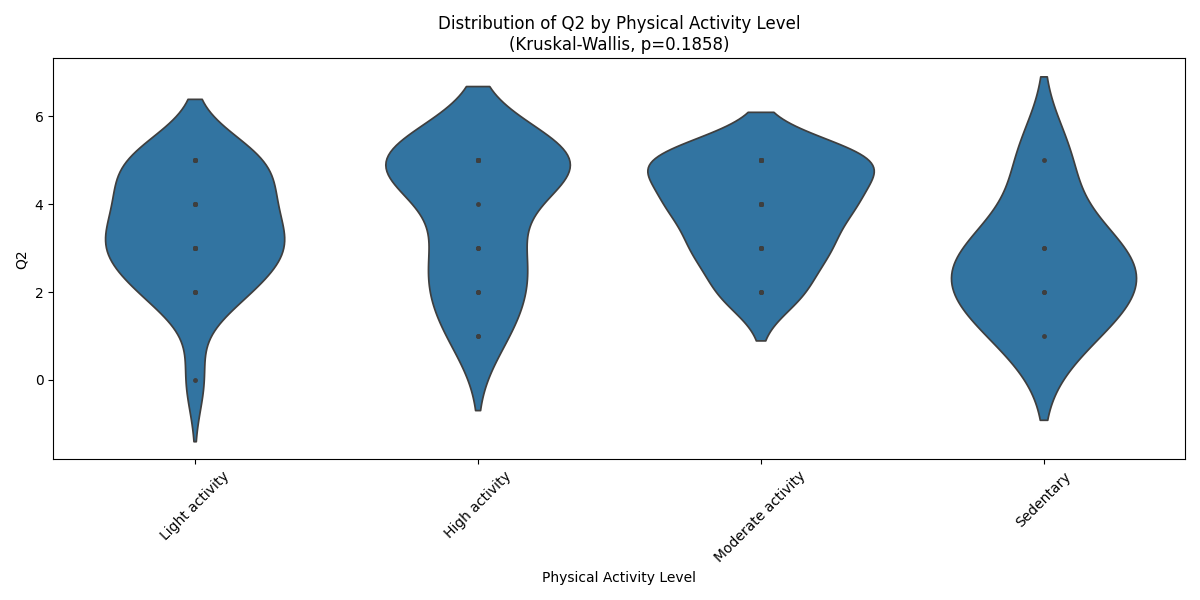 Distribution of Q2 by Physical Activity Level
(Kruskal-Wallis, p=0.1858)
Q2
6
4
2
0
Light activity
High activity
Moderate activity
Sedentary
Physical Activity Level